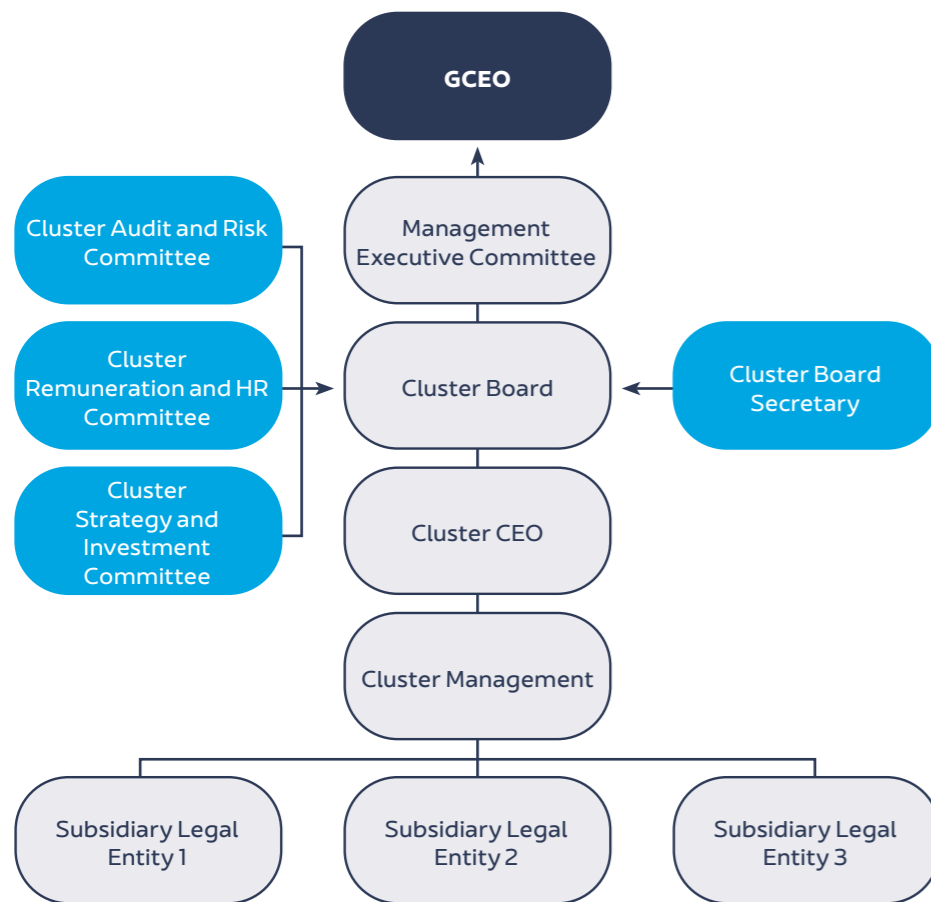 GCEO
Cluster Audit and Risk
Committee
Management
Executive Committee
Cluster
Remuneration and HR
Committee
Cluster Board
Cluster Board
Secretary
Cluster
Strategy and
Investment
Committee
Cluster CEO
Cluster Management
Subsidiary Legal
Entity 1
Subsidiary Legal
Entity 2
Subsidiary Legal
Entity 3